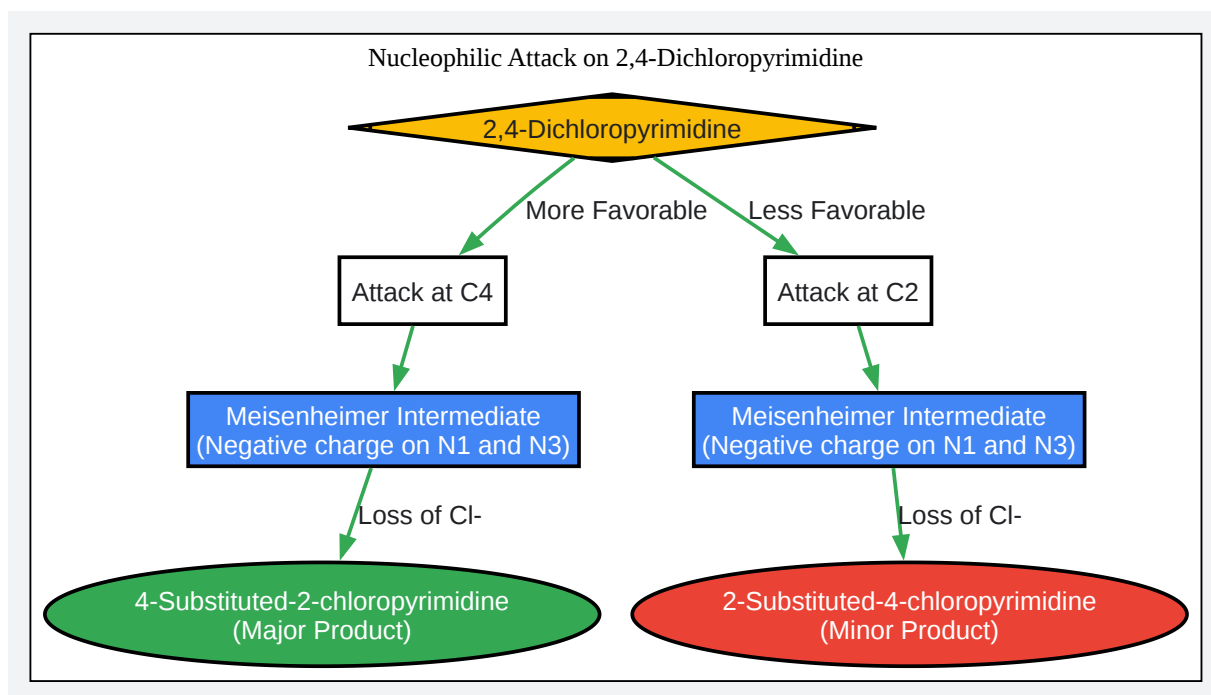 Nucleophilic Attack on 2,4-Dichloropyrimidine
2,4-Dichloropyrimidine
More Favorable
Less Favorable
Attack at C4
Attack at C2
Meisenheimer Intermediate
(Negative charge on N1 and N3)
Meisenheimer Intermediate
(Negative charge on N1 and N3)
Loss of Cl-
Loss of Cl-
4-Substituted-2-chloropyrimidine
(Major Product)
2-Substituted-4-chloropyrimidine
(Minor Product)